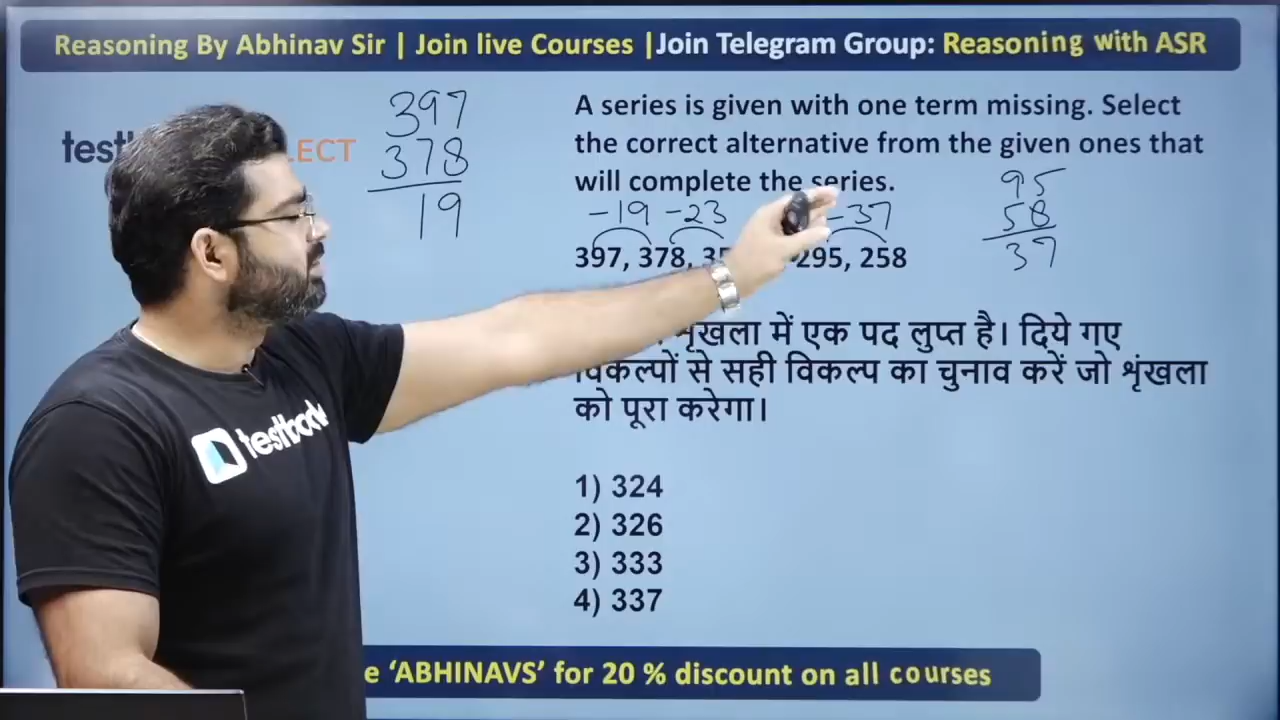 Reasoning By Abhinav Sir | Join live Courses |Join Telegram Group: Reasoning with ASR
397
378
19
A series is given with one term missing. Select
the correct alternative from the given ones that
will complete the series.
95
58
37
-19 -23 -37
397, 378, 295, 258
में एक पद लुप्त है। दिये गए
विकल्पों से सही विकल्प का चुनाव करें जो शृंखला
को पूरा करेगा।
testbook
1) 324
2) 326
3) 333
4) 337
‘ABHINAVS’ for 20 % discount on all courses